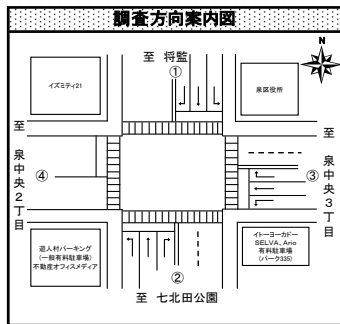 調査方向案内図
至 将監
N
①
イズミティ21
泉区役所
至 泉中央2丁目
④
③
至 泉中央3丁目
遊人村パーキング
(一般有料駐車場)
不動産オフィスメディア
イトーヨーカドー
SELVA、Ario
有料駐車場
(パーク335)
②
至 七北田公園